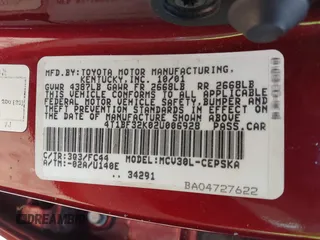 MFD.BY:TOYOTA MOTOR MANUFACTURING,
KENTUCKY,INC. 10/01
GVWR 4387LB GAWR FR 2668LB RR 2668LB
THIS VEHICLE CONFORMS TO ALL APPLICABLE
FEDERAL MOTOR VEHICLE SAFETY, BUMPER, AND
THEFT PREVENTION STANDARDS IN EFFECT ON
THE DATE OF MANUFACTURE SHOWN ABOVE.
4T1BF32K02U006928
PASS. CAR
C/TR:3Q3/FC44 MODEL:MCV30L-CEPSKA
A/TM:-02A/U140E
.. 34291
BA04727622